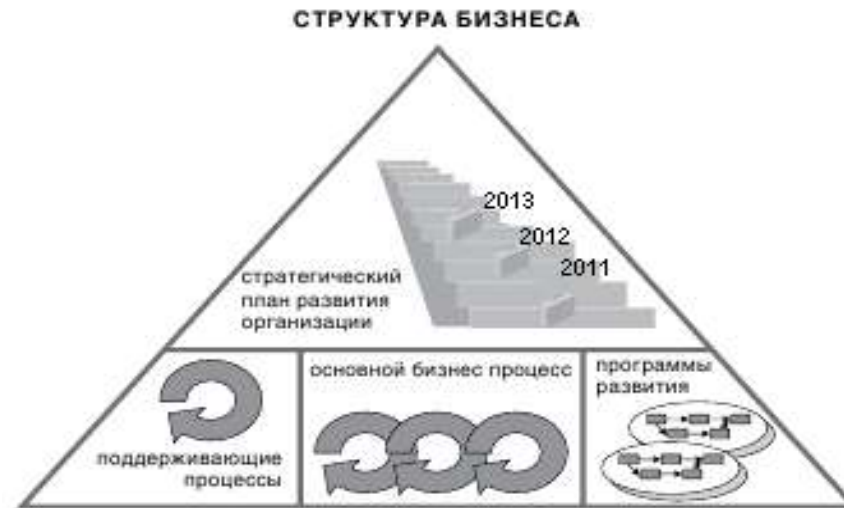 СТРУКТУРА БИЗНЕСА
2013
2012
2011
стратегический
план развития
организации
поддерживающие
процессы
основной бизнес процесс
программы
развития